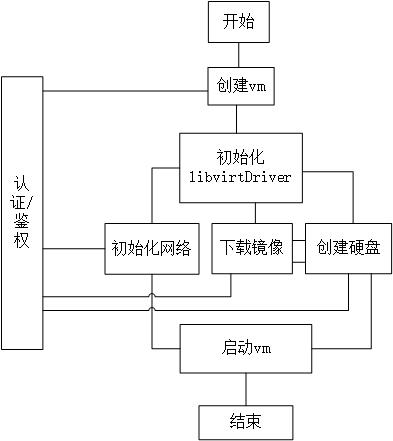 开始
创建vm
初始化
libvirtDriver
认
证/
鉴
权
初始化网络
下载镜像
创建硬盘
启动vm
结束